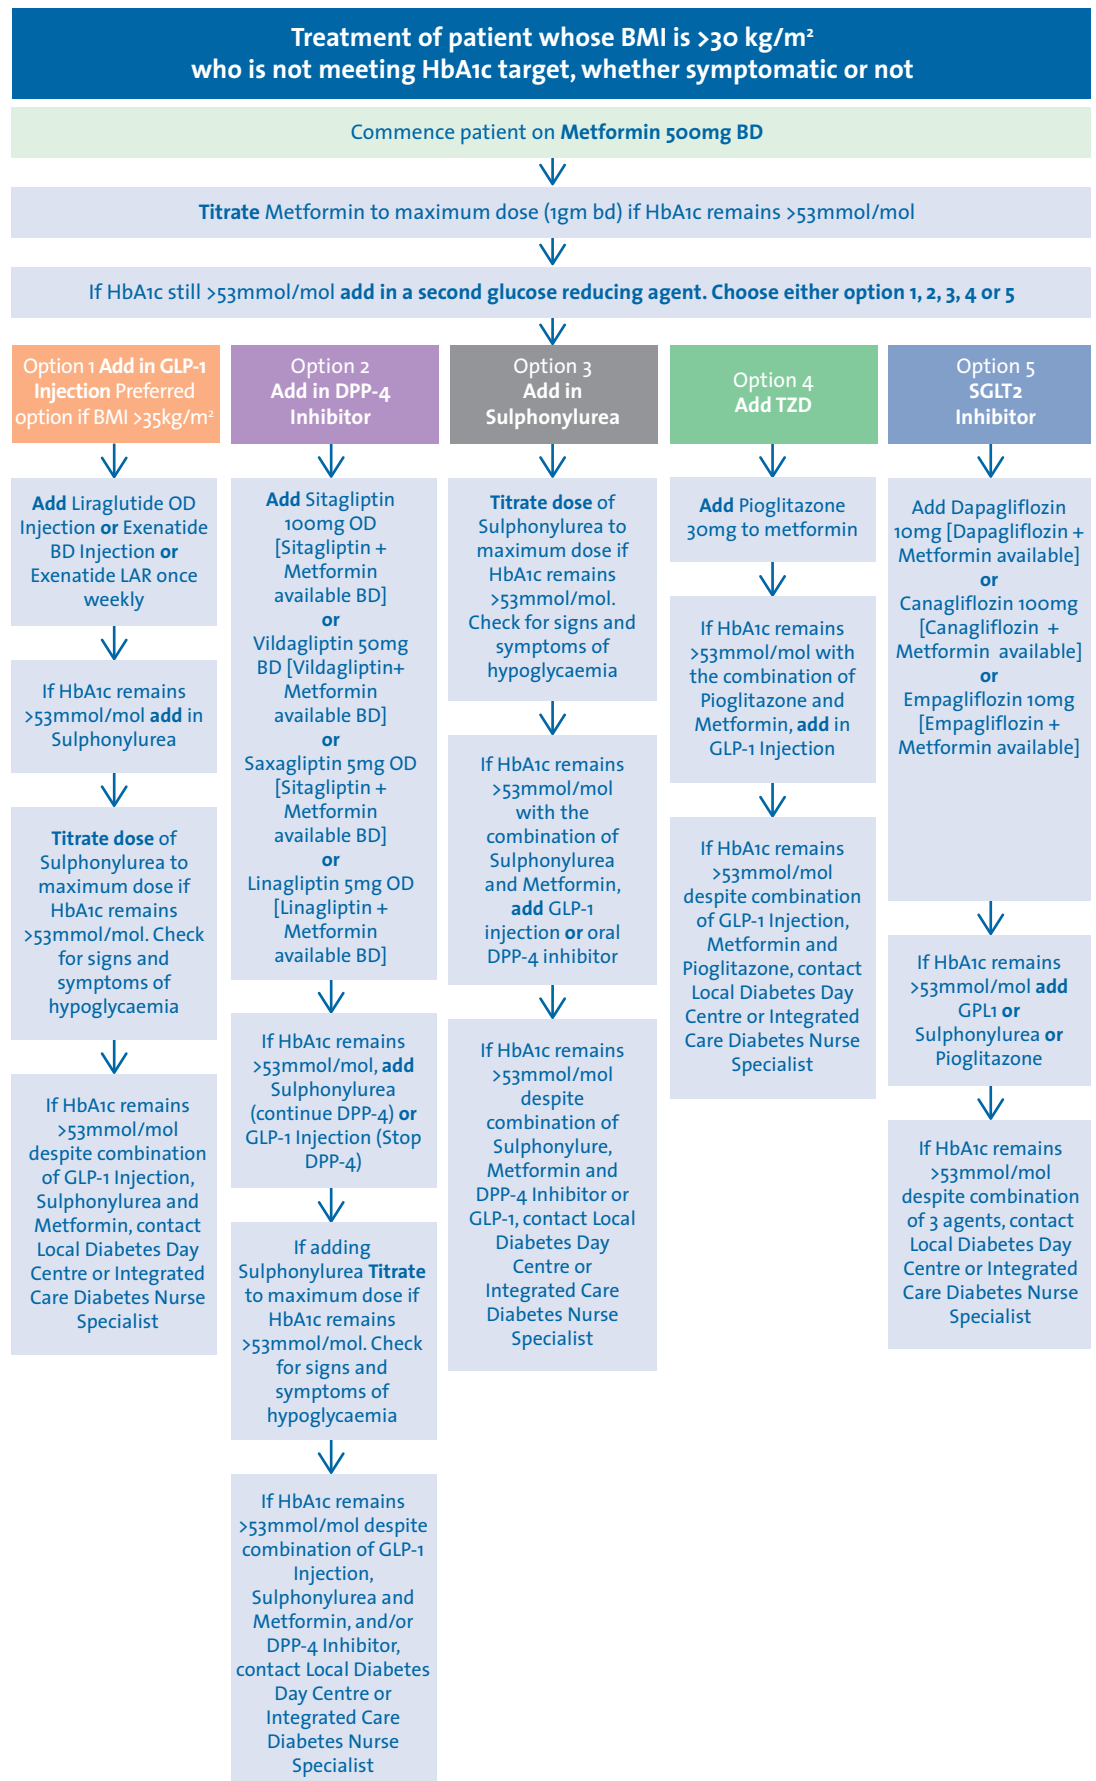 Treatment of patient whose BMI is >30 kg/m²
who is not meeting HbA1c target, whether symptomatic or not
Commence patient on Metformin 500mg BD
Titrate Metformin to maximum dose (1gm bd) if HbA1c remains >53mmol/mol
If HbA1c still >53mmol/mol add in a second glucose reducing agent. Choose either option 1, 2, 3, 4 or 5
Option 1 Add in GLP-1
Injection Preferred
option if BMI >35kg/m²
Add Liraglutide OD
Injection or Exenatide
BD Injection or
Exenatide LAR once
weekly
If HbA1c remains
>53mmol/mol add in
Sulphonylurea
Titrate dose of
Sulphonylurea to
maximum dose if
HbA1c remains
>53mmol/mol. Check
for signs and
symptoms of
hypoglycaemia
If HbA1c remains
>53mmol/mol
despite combination
of GLP-1 Injection,
Sulphonylurea and
Metformin, contact
Local Diabetes Day
Centre or Integrated
Care Diabetes Nurse
Specialist
Option 2
Add in DPP-4
Inhibitor
Add Sitagliptin
100mg OD
[Sitagliptin +
Metformin
available BD]
or
Vildagliptin 50mg
BD [Vildagliptin+
Metformin
available BD]
or
Saxagliptin 5mg OD
[Sitagliptin +
Metformin
available BD]
or
Linagliptin 5mg OD
[Linagliptin +
Metformin
available BD]
If HbA1c remains
>53mmol/mol, add
Sulphonylurea
(continue DPP-4) or
GLP-1 Injection (Stop
DPP-4)
If adding
Sulphonylurea Titrate
to maximum dose if
HbA1c remains
>53mmol/mol. Check
for signs and
symptoms of
hypoglycaemia
If HbA1c remains
>53mmol/mol despite
combination of GLP-1
Injection,
Sulphonylurea and
Metformin, and/or
DPP-4 Inhibitor,
contact Local Diabetes
Day Centre or
Integrated Care
Diabetes Nurse
Specialist
Option 3
Add in
Sulphonylurea
Titrate dose of
Sulphonylurea to
maximum dose if
HbA1c remains
>53mmol/mol.
Check for signs and
symptoms of
hypoglycaemia
If HbA1c remains
>53mmol/mol
with the
combination of
Sulphonylurea
and Metformin,
add GLP-1
injection or oral
DPP-4 inhibitor
If HbA1c remains
>53mmol/mol
despite
combination of
Sulphonylure,
Metformin and
DPP-4 Inhibitor or
GLP-1, contact Local
Diabetes Day
Centre or
Integrated Care
Diabetes Nurse
Specialist
Option 4
Add TZD
Add Pioglitazone
30mg to metformin
If HbA1c remains
>53mmol/mol with
the combination of
Pioglitazone and
Metformin, add in
GLP-1 Injection
If HbA1c remains
>53mmol/mol
despite combination
of GLP-1 Injection,
Metformin and
Pioglitazone, contact
Local Diabetes Day
Centre or Integrated
Care Diabetes Nurse
Specialist
Option 5
SGLT2
Inhibitor
Add Dapagliflozin
10mg [Dapagliflozin +
Metformin available]
or
Canagliflozin 100mg
[Canagliflozin +
Metformin available]
or
Empagliflozin 10mg
[Empagliflozin +
Metformin available]
If HbA1c remains
>53mmol/mol add
GPL1 or
Sulphonylurea or
Pioglitazone
If HbA1c remains
>53mmol/mol
despite combination
of 3 agents, contact
Local Diabetes Day
Centre or Integrated
Care Diabetes Nurse
Specialist